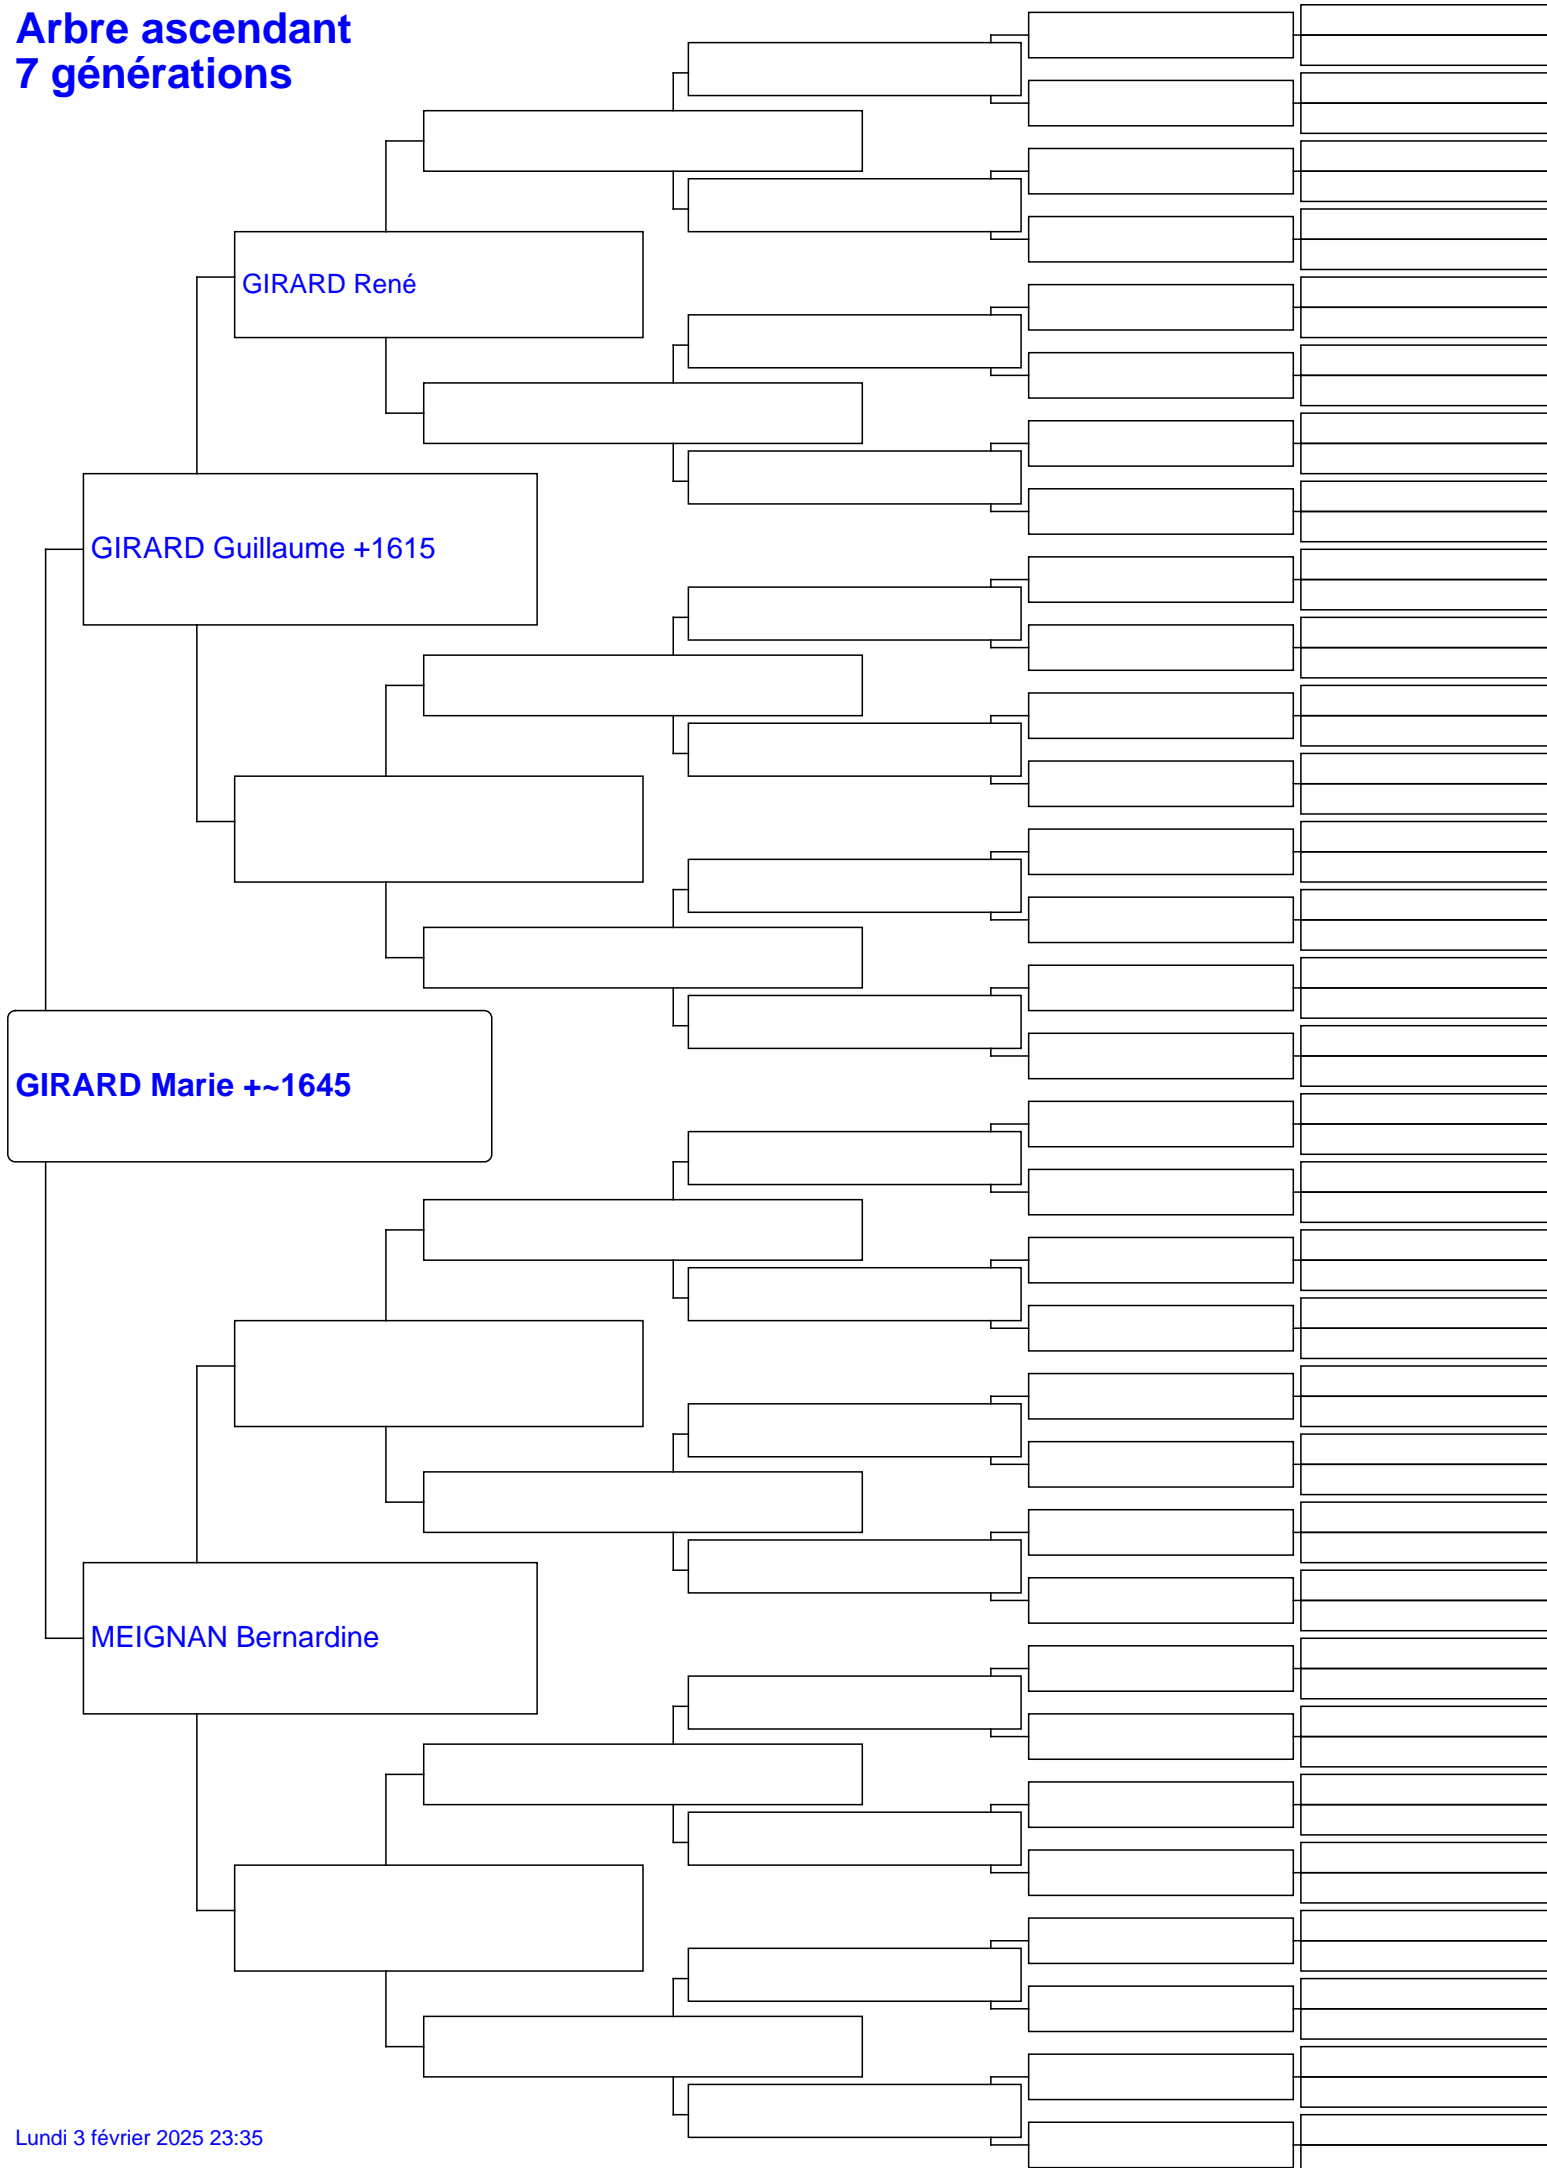 Arbre ascendant
7 générations
GIRARD René
GIRARD Guillaume +1615
GIRARD Marie +~1645
MEIGNAN Bernardine
Lundi 3 février 2025 23:35